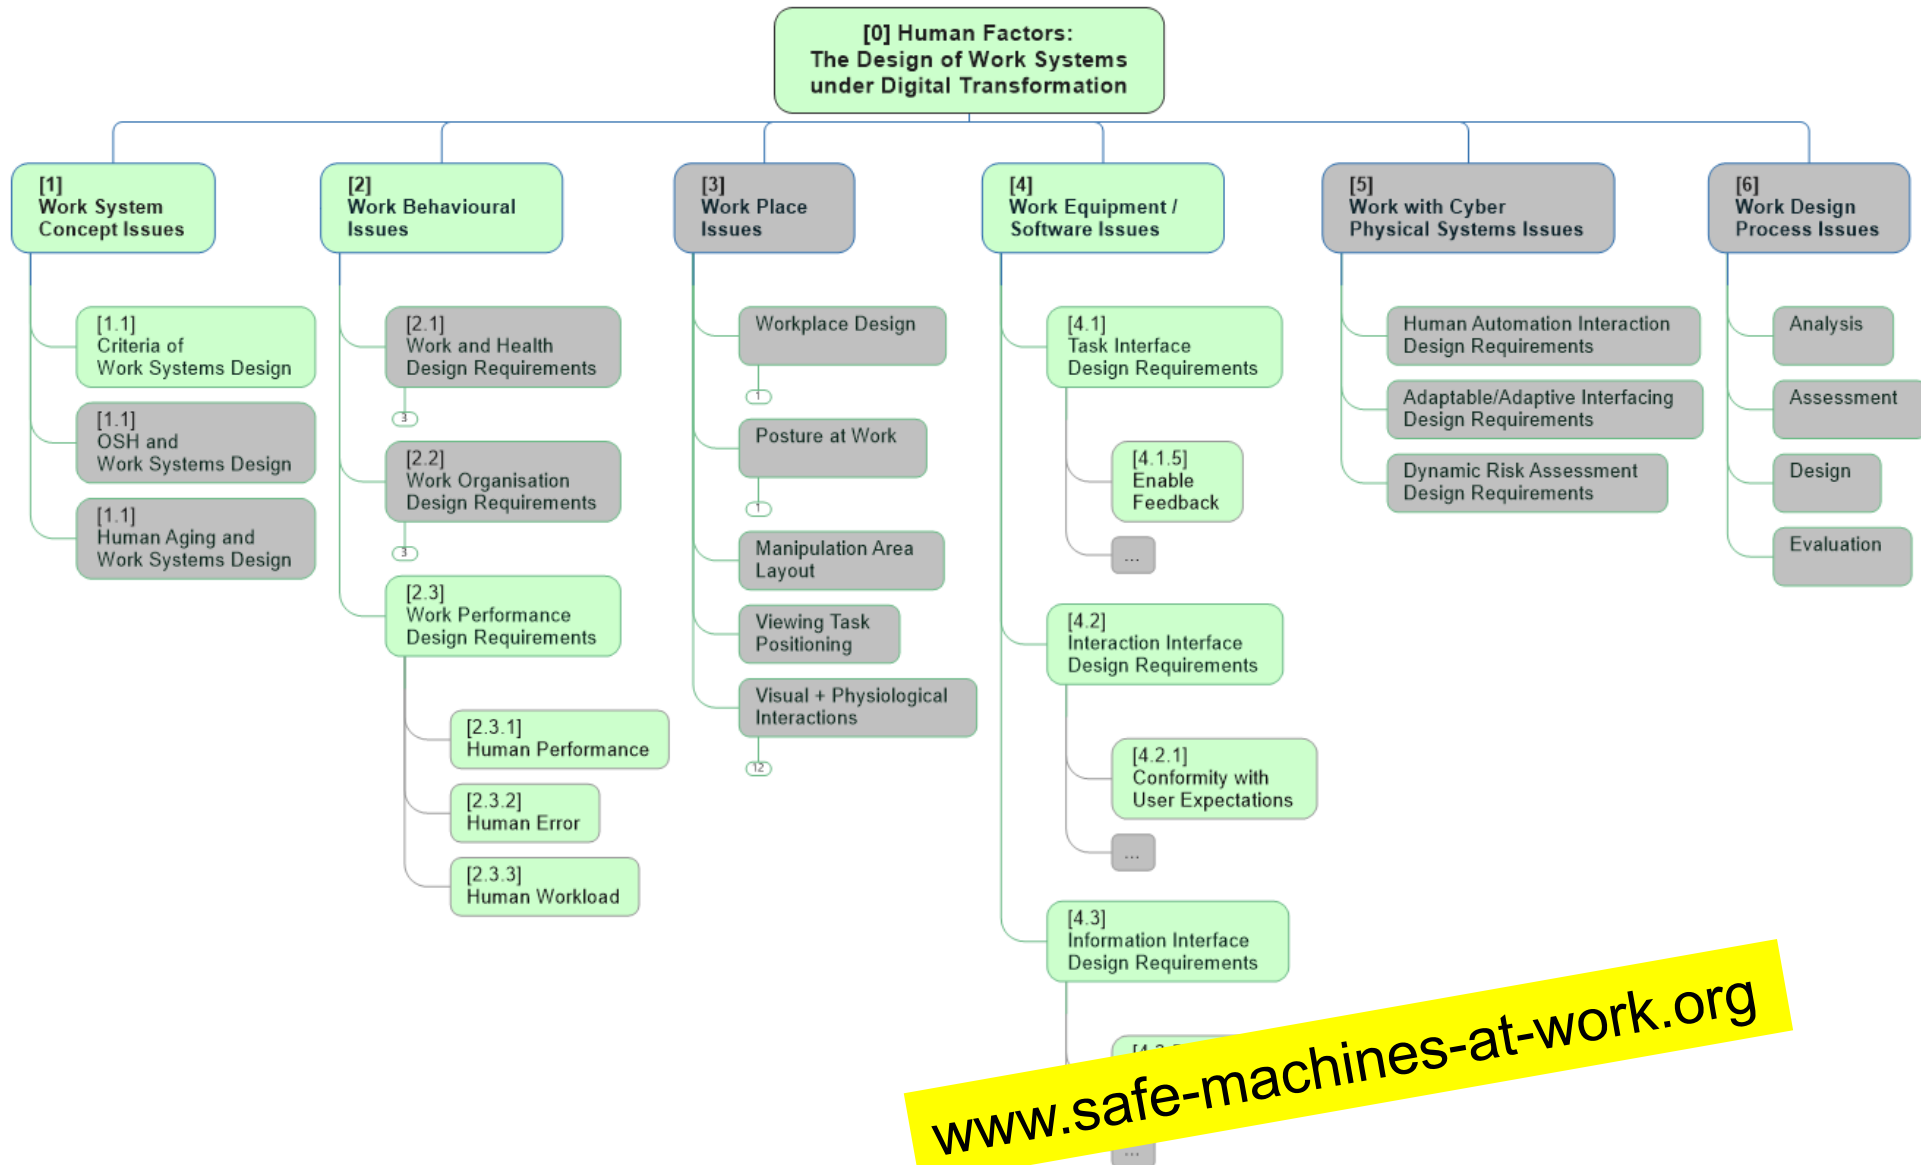 [0] Human Factors:
The Design of Work Systems
under Digital Transformation
[1]
Work System
Concept Issues
[1.1]
Criteria of
Work Systems Design
[1.1]
OSH and
Work Systems Design
[1.1]
Human Aging and
Work Systems Design
[2]
Work Behavioural
Issues
[2.1]
Work and Health
Design Requirements
3
[2.2]
Work Organisation
Design Requirements
3
[2.3]
Work Performance
Design Requirements
[2.3.1]
Human Performance
[2.3.2]
Human Error
[2.3.3]
Human Workload
[3]
Work Place
Issues
Workplace Design
1
Posture at Work
1
Manipulation Area
Layout
Viewing Task
Positioning
Visual + Physiological
Interactions
12
[4]
Work Equipment /
Software Issues
[4.1]
Task Interface
Design Requirements
[4.1.5]
Enable
Feedback
...
[4.2]
Interaction Interface
Design Requirements
[4.2.1]
Conformity with
User Expectations
...
[4.3]
Information Interface
Design Requirements
...
[5]
Work with Cyber
Physical Systems Issues
Human Automation Interaction
Design Requirements
Adaptable/Adaptive Interfacing
Design Requirements
Dynamic Risk Assessment
Design Requirements
[6]
Work Design
Process Issues
Analysis
Assessment
Design
Evaluation
www.safe-machines-at-work.org